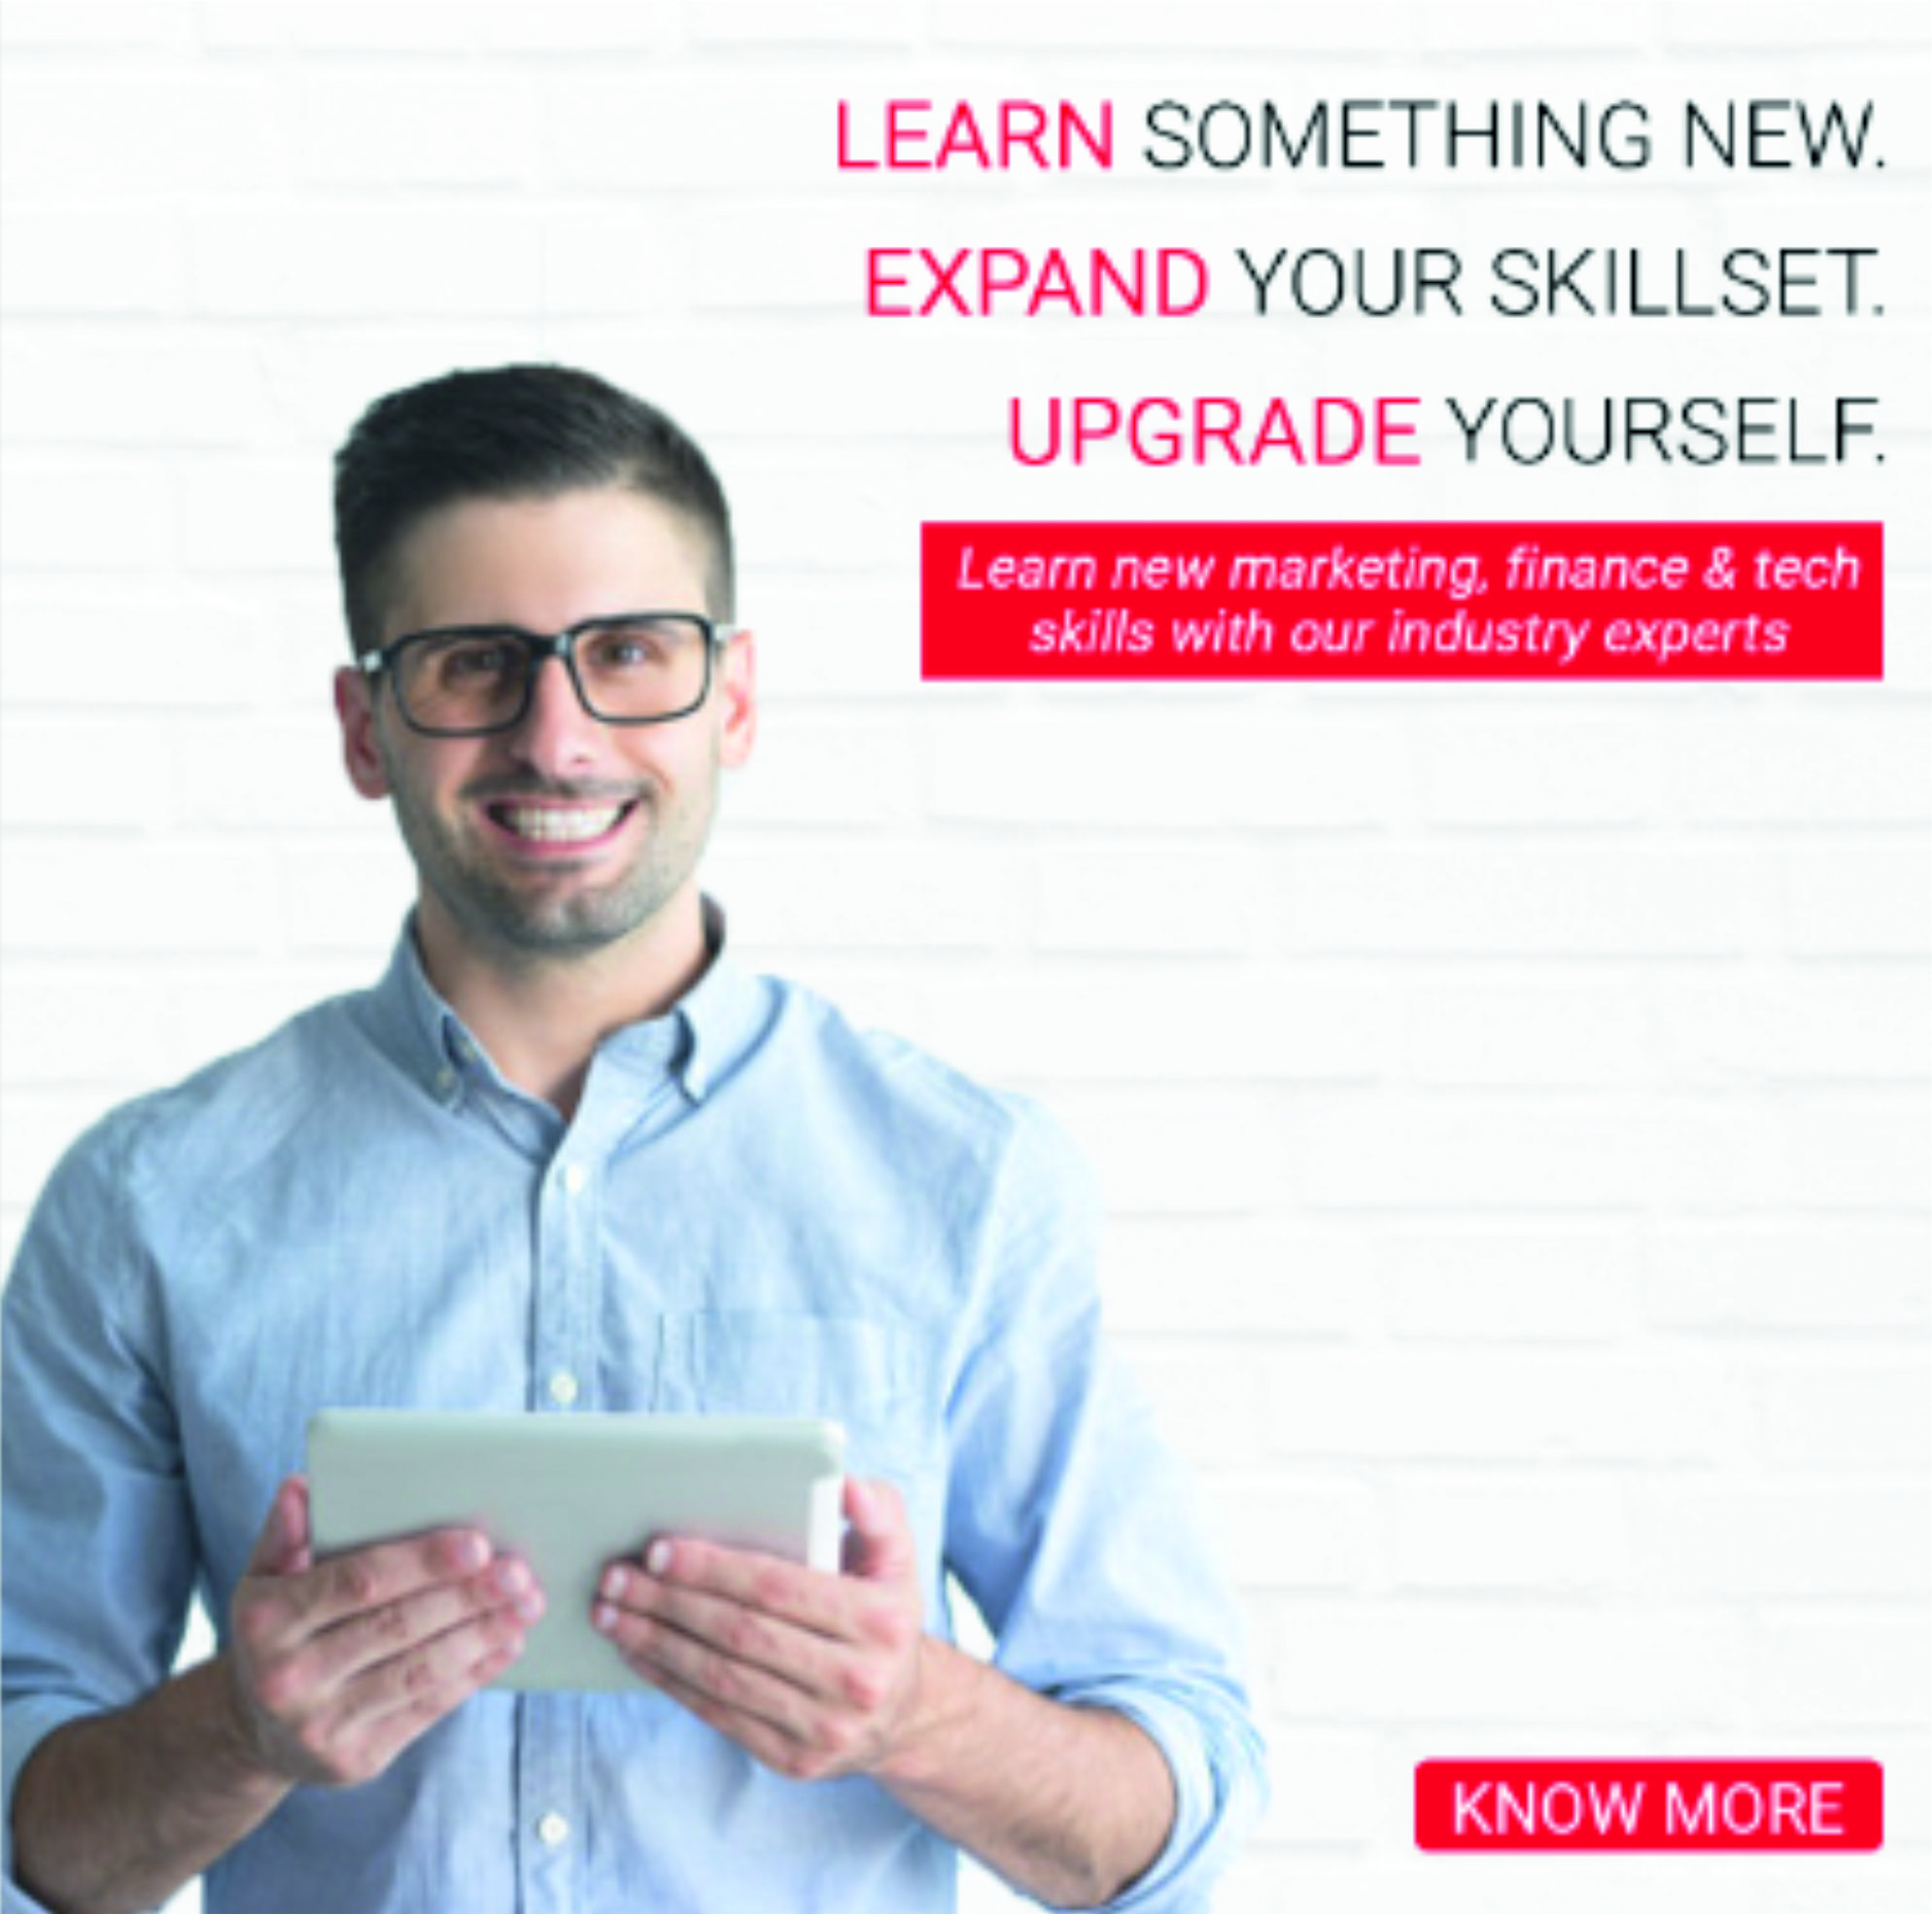 LEARN SOMETHING NEW.
EXPAND YOUR SKILLSET.
UPGRADE YOURSELF.
Learn new marketing, finance & tech
skills with our industry experts
KNOW MORE